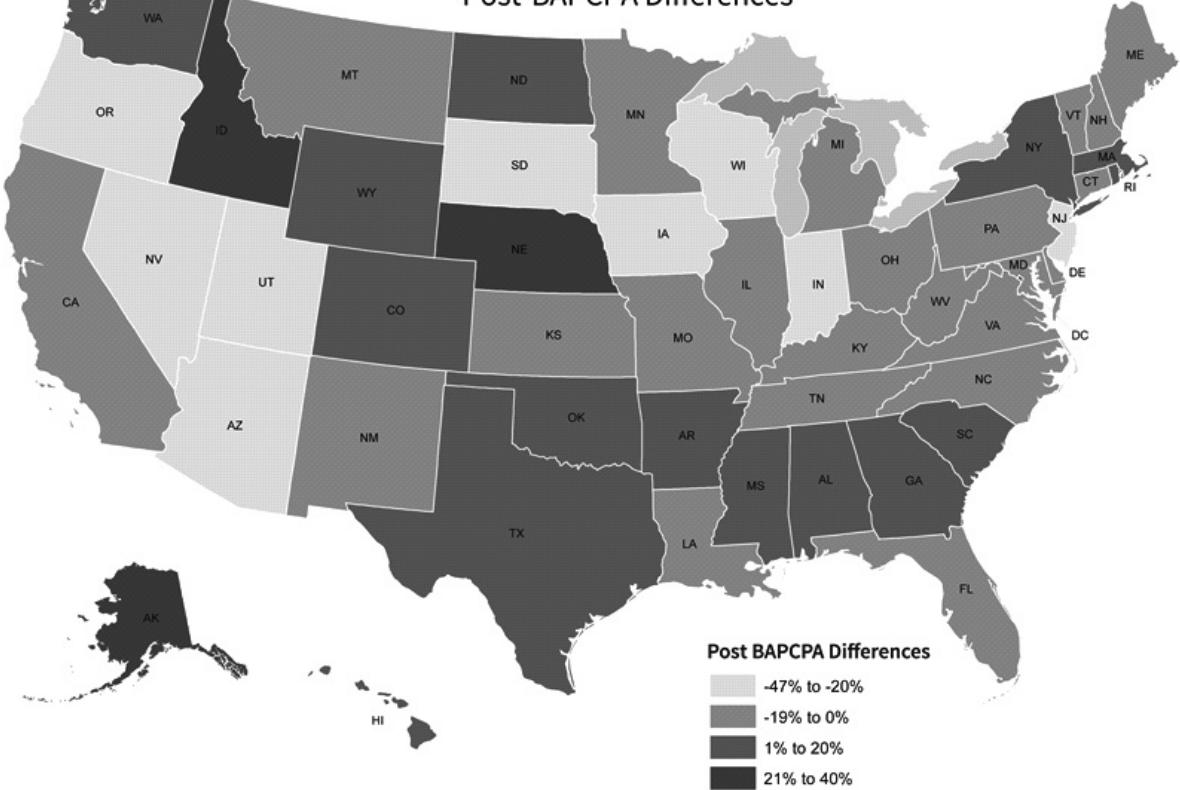 Post-BAPCPA Differences
WA
ME
MT
ND
OR
MN
VT
NH
ID
MI
NY
MA
SD
WI
CT
RI
WY
NJ
IA
PA
NE
NV
OH
MD
DE
UT
IL
IN
WV
CA
CO
VA
DC
KS
MO
KY
NC
TN
OK
AZ
NM
AR
SC
MS
AL
GA
TX
LA
FL
AK
HI
Post BAPCPA Differences
-47% to -20%
-19% to 0%
1% to 20%
21% to 40%